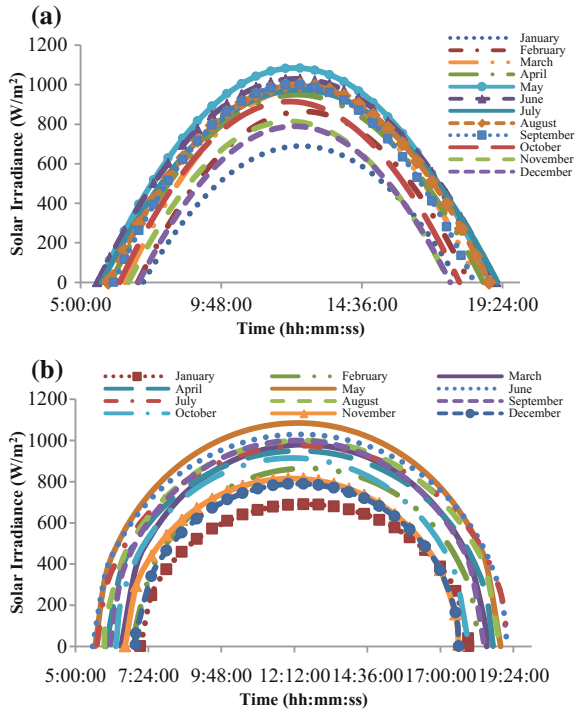 (a)
1200
1000
800
600
400
200
0
Solar Irradiance (W/m²)
5:00:00
9:48:00
14:36:00
19:24:00
Time (hh:mm:ss)
January
February
March
April
May
June
July
August
September
October
November
December
(b)
January
February
March
April
May
June
July
August
September
October
November
December
1200
1000
800
600
400
200
0
Solar Irradiance (W/m²)
5:00:00
7:24:00
9:48:00
12:12:00
14:36:00
17:00:00
19:24:00
Time (hh:mm:ss)